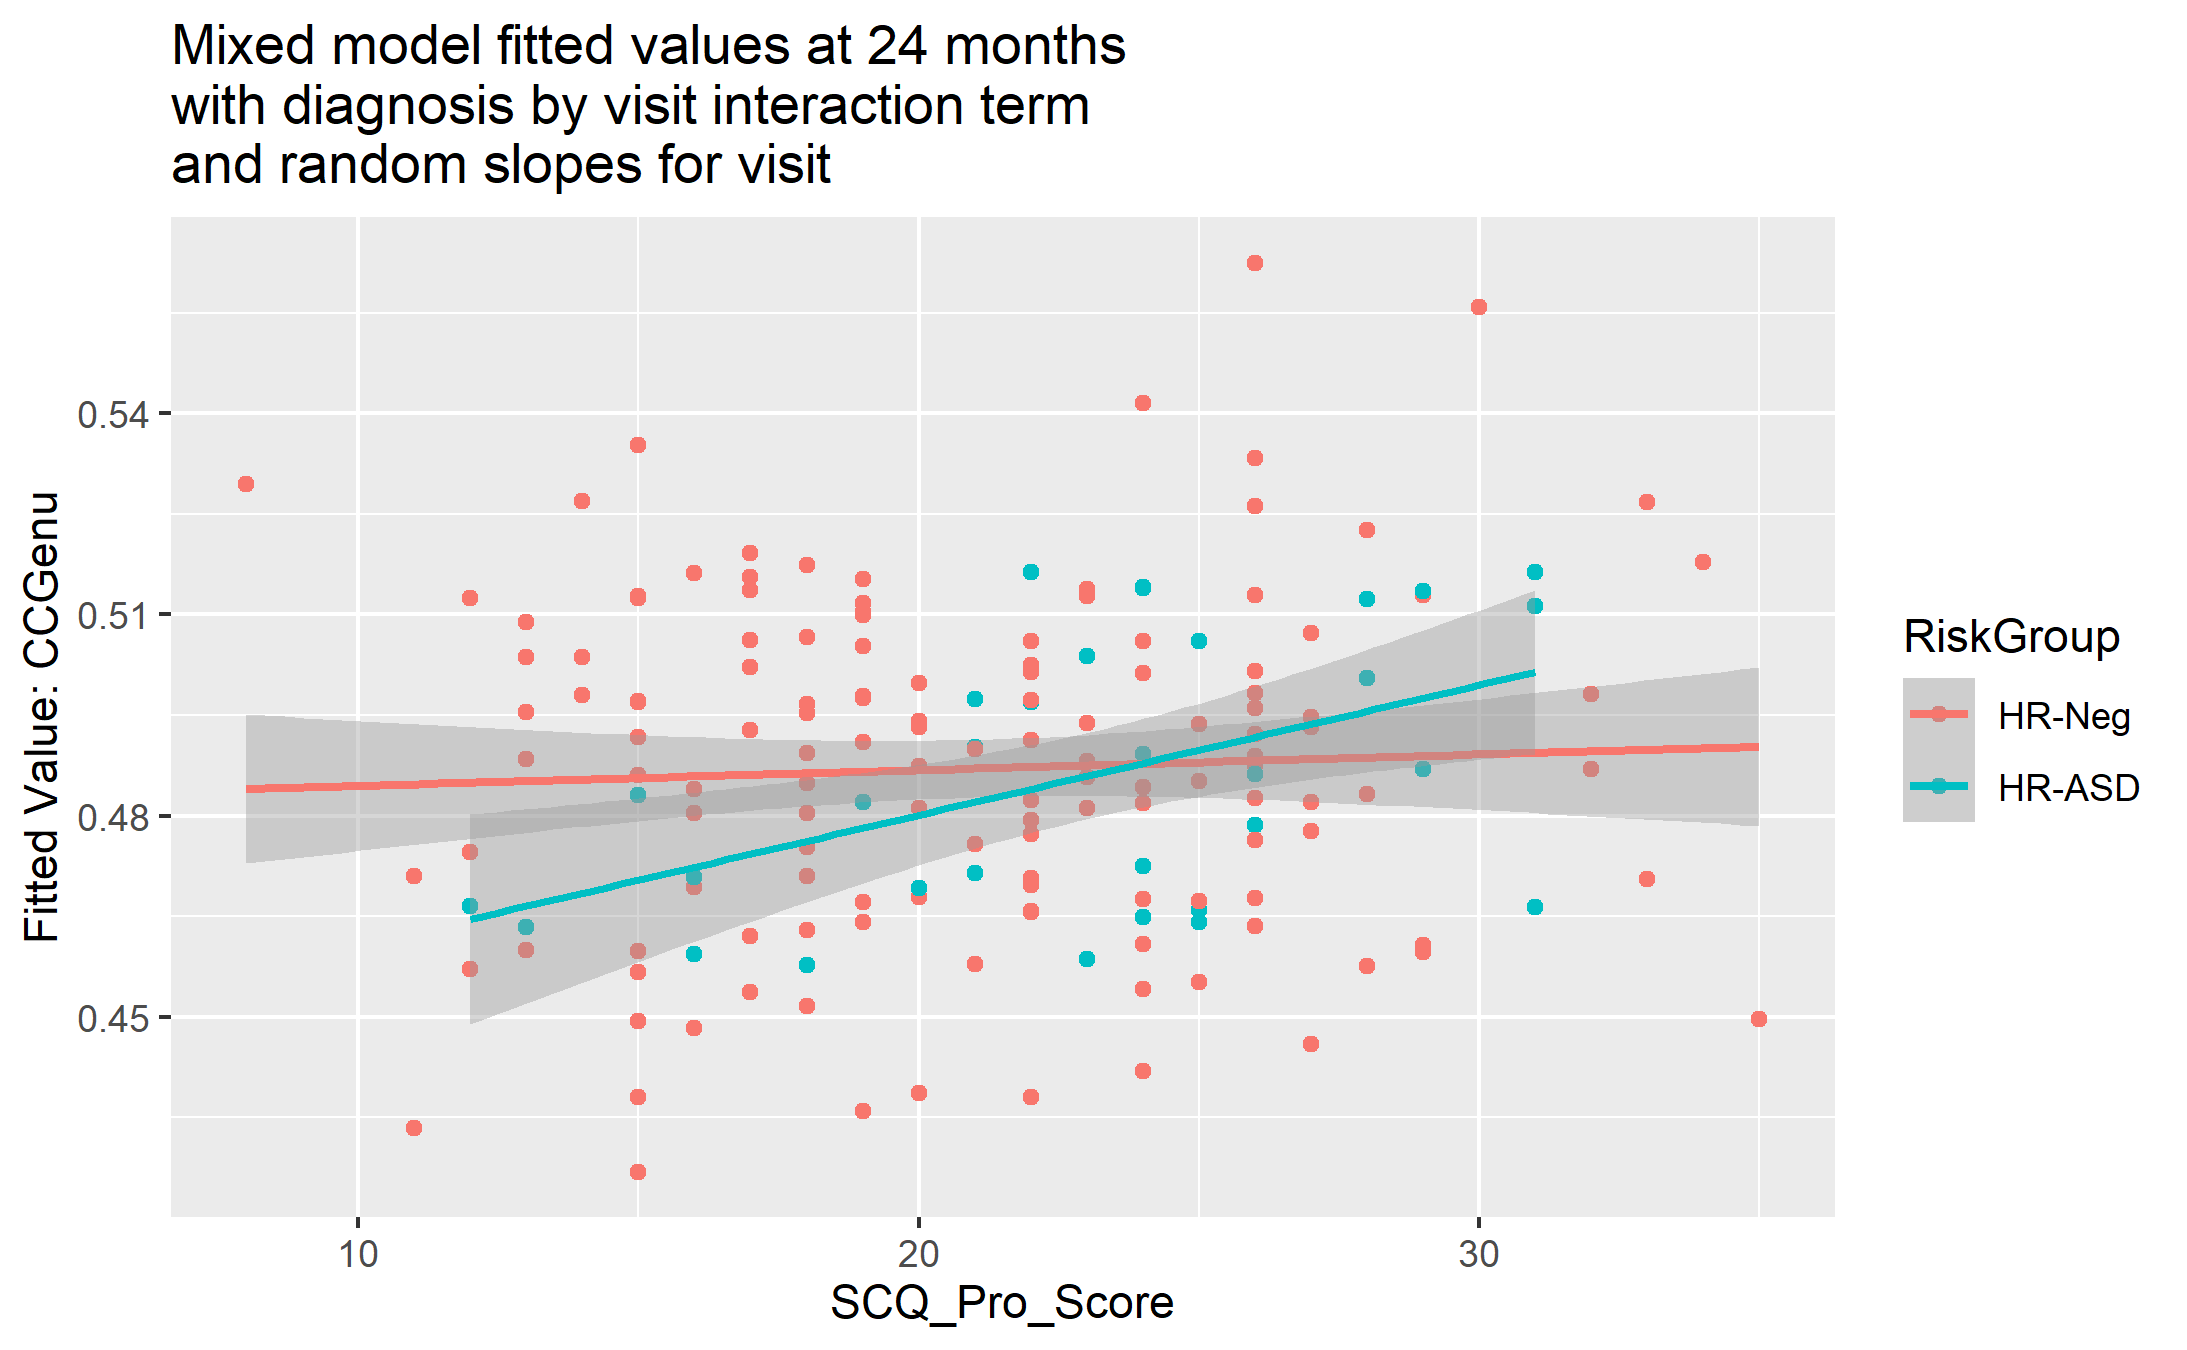 Mixed model fitted values at 24 months
with diagnosis by visit interaction term
and random slopes for visit
Fitted Value: CCGenu
0.54
0.51
0.48
0.45
10
20
30
SCQ_Pro_Score
RiskGroup
HR-Neg
HR-ASD